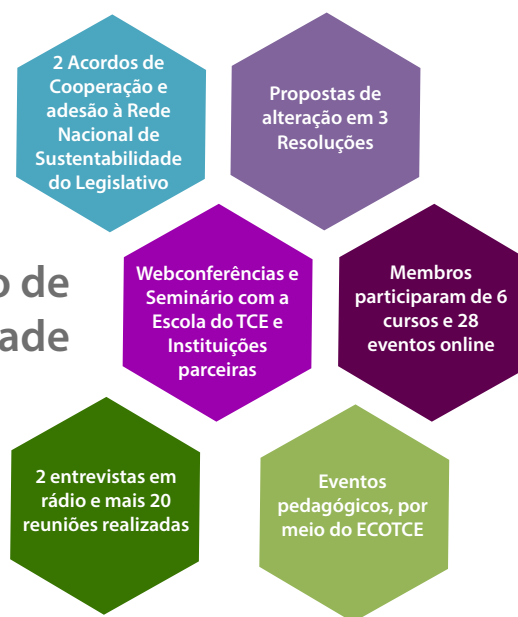 2 Acordos de
Cooperação e
adesão à Rede
Nacional de
Sustentabilidade
do Legislativo
Propostas de
alteração em 3
Resoluções
o de
ade
Webconferências e
Seminário com a
Escola do TCE e
Instituições
parceiras
Membros
participaram de 6
cursos e 28
eventos online
2 entrevistas em
rádio e mais 20
reuniões realizadas
Eventos
pedagógicos, por
meio do ECOTCE